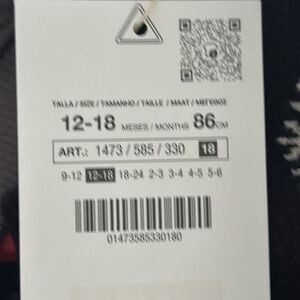 TALLA / SIZE / TAMANHO / TAILLE / MAAT / ΜΕΓΕΘΟΣ
12-18 MESES / MONTHS 86CM
ART.: 1473 / 585 / 330 18
9-12 12-18 18-24 2-3 3-4 4-5 5-6
01473585330180